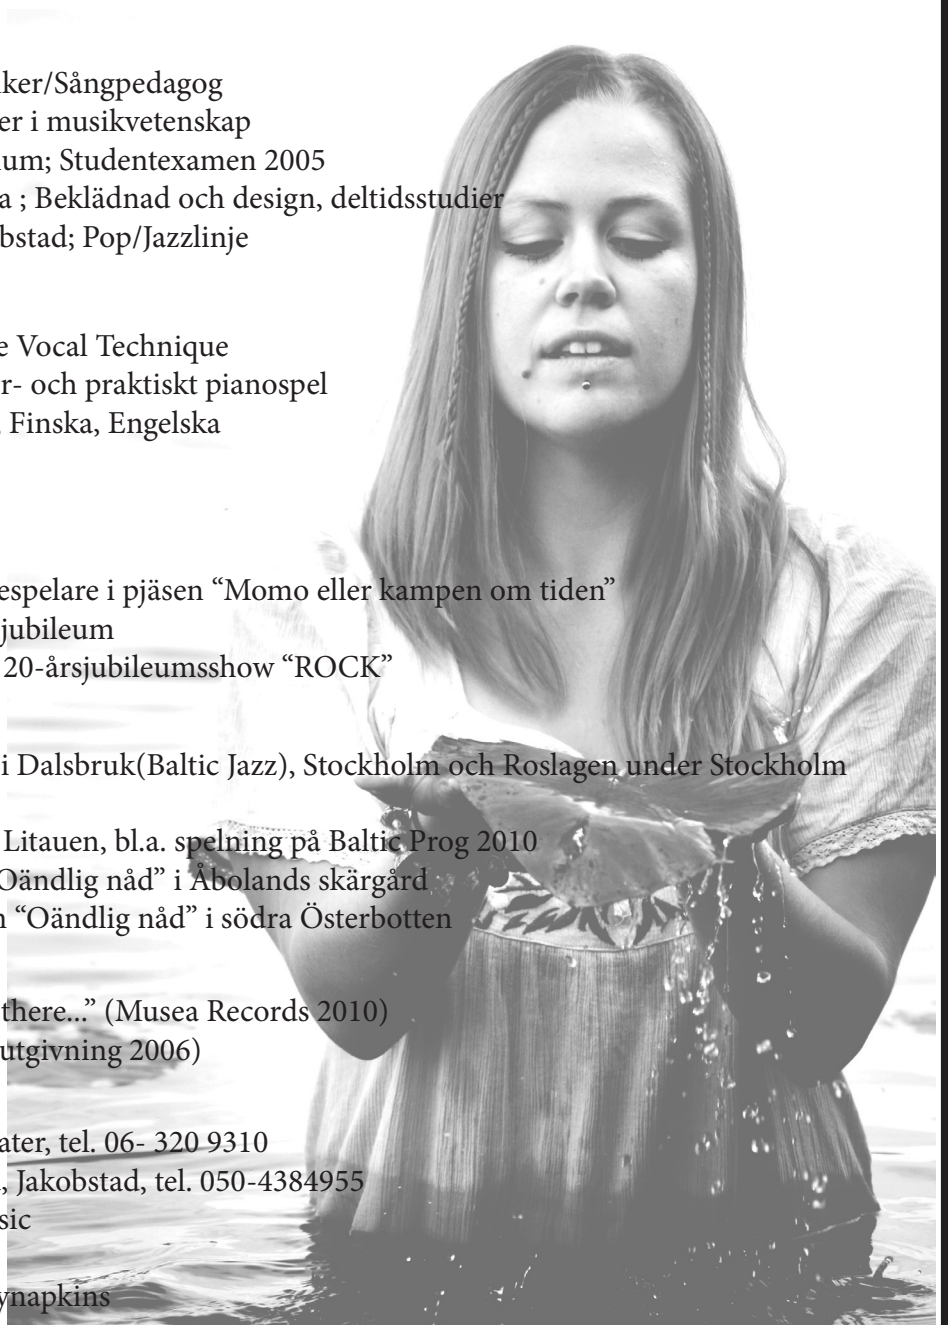 ker/Sångpedagog
er i musikvetenskap
um; Studentexamen 2005
a ; Beklädnad och design, deltidsstudier
bstad; Pop/Jazzlinje
e Vocal Technique
r- och praktiskt pianospel
, Finska, Engelska
espelare i pjäsen “Momo eller kampen om tiden”
jubileum
20-årsjubileumsshow “ROCK”
i Dalsbruk(Baltic Jazz), Stockholm och Roslagen under Stockholm
Litauen, bl.a. spelning på Baltic Prog 2010
Oändlig nåd” i Åbolands skärgård
n “Oändlig nåd” i södra Österbotten
there...” (Musea Records 2010)
utgivning 2006)
ater, tel. 06- 320 9310
, Jakobstad, tel. 050-4384955
sic
ynapkins